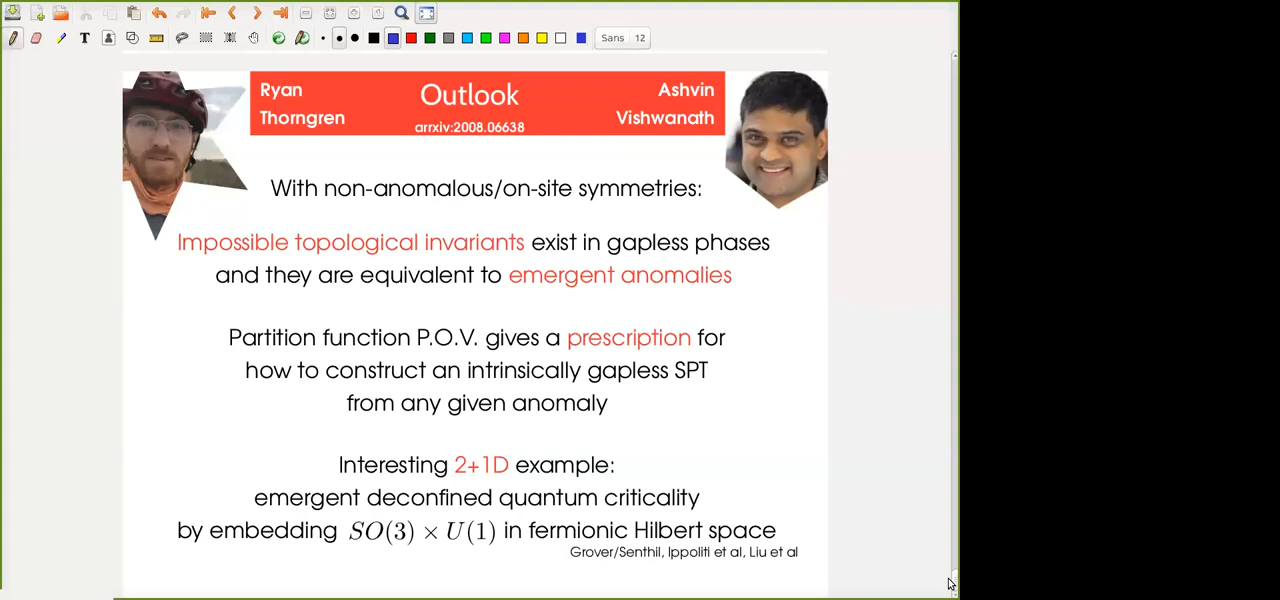 Sans 12
Ryan Outlook Ashvin
Thorngren arrxiv:2008.06638 Vishwanath
With non-anomalous/on-site symmetries:
Impossible topological invariants exist in gapless phases
and they are equivalent to emergent anomalies
Partition function P.O.V. gives a prescription for
how to construct an intrinsically gapless SPT
from any given anomaly
Interesting 2+1D example:
emergent deconfined quantum criticality
by embedding SO(3) × U(1) in fermionic Hilbert space
Grover/Senthil, Ippoliti et al, Liu et al